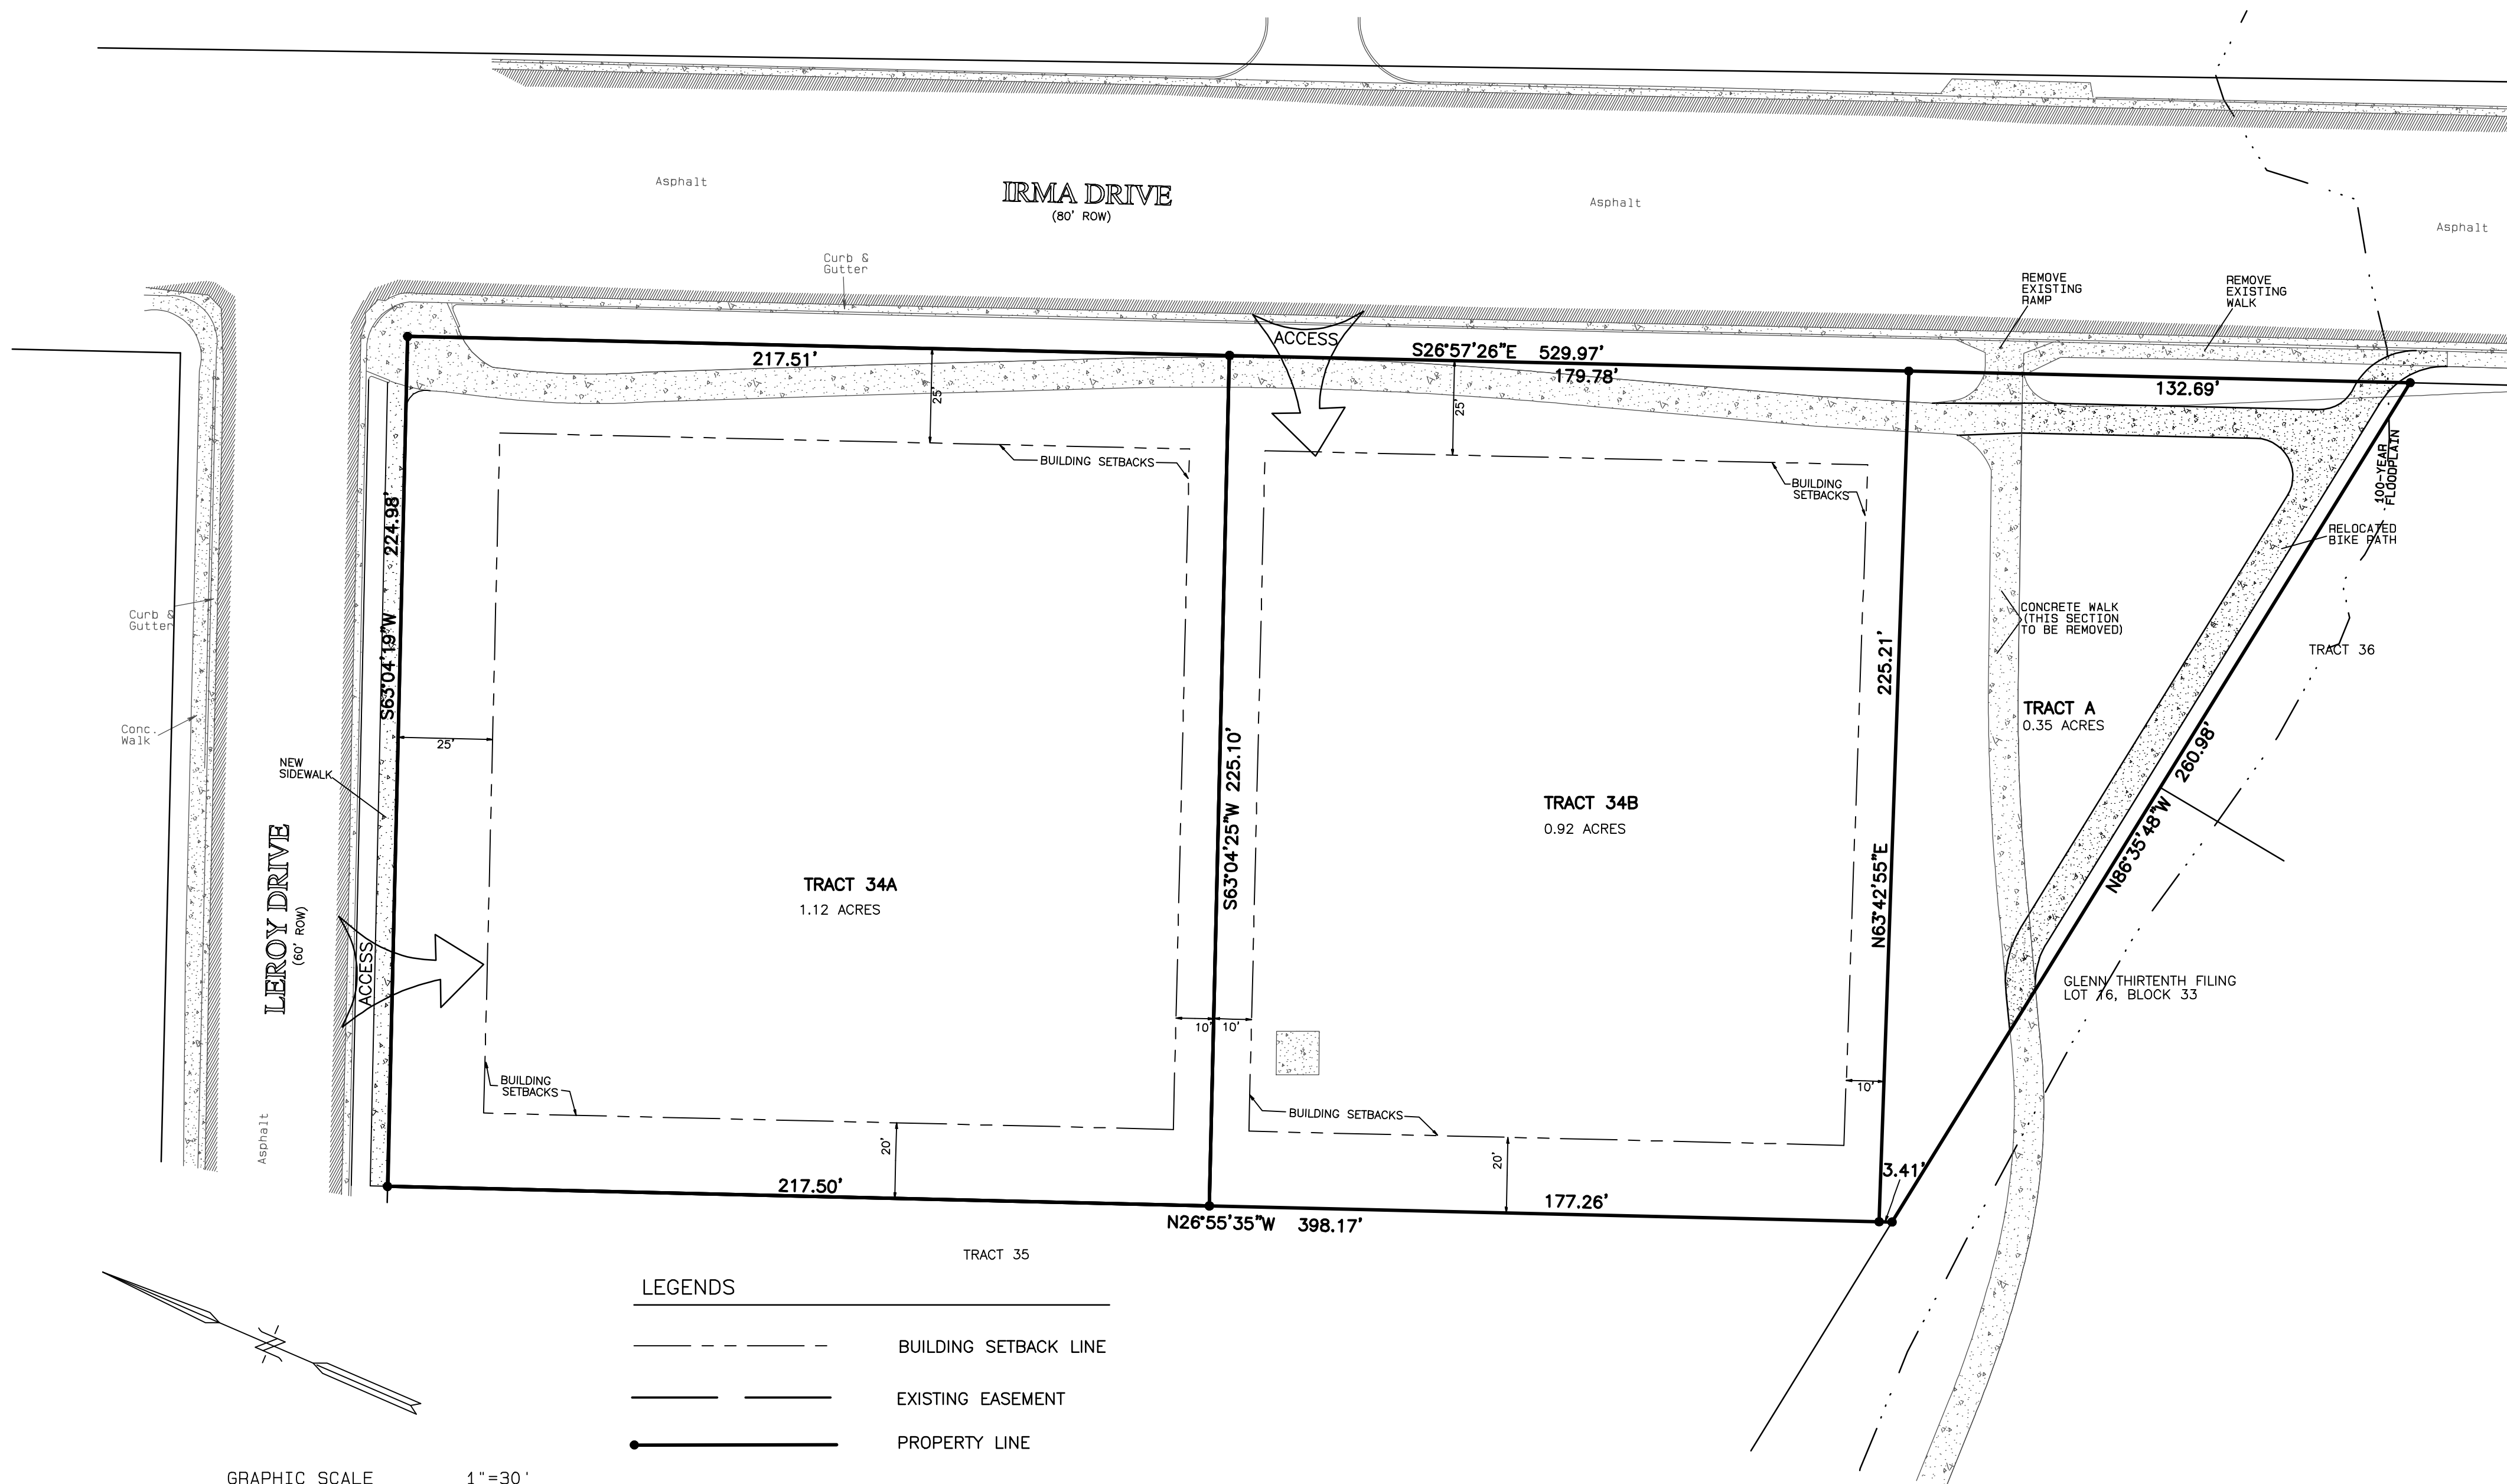 Asphalt
IRMA DRIVE
(80' ROW)
Asphalt
Asphalt
Curb &
Gutter
REMOVE
EXISTING
RAMP
REMOVE
EXISTING
WALK
ACCESS
217.51'
S26°57'26"E 529.97'
179.78'
132.69'
25'
25'
BUILDING SETBACKS
BUILDING
SETBACKS
100-YEAR
FLOODPLAIN
RELOCATED
BIKE PATH
S63°04'19"W 224.98'
Curb &
Gutter
CONCRETE WALK
(THIS SECTION
TO BE REMOVED)
TRACT 36
225.21'
N63°42'55"E
TRACT A
0.35 ACRES
Conc.
Walk
25'
NEW
SIDEWALK
S63°04'25"W 225.10'
N86°35'48"W 260.98'
TRACT 34B
0.92 ACRES
TRACT 34A
1.12 ACRES
LEROY DRIVE
(60' ROW)
ACCESS
GLENN THIRTENTH FILING
LOT 16, BLOCK 33
10' 10'
10'
BUILDING
SETBACKS
BUILDING SETBACKS
Asphalt
20'
20'
3.41'
217.50'
177.26'
N26°55'35"W 398.17'
TRACT 35
LEGENDS
BUILDING SETBACK LINE
EXISTING EASEMENT
PROPERTY LINE
N
GRAPHIC SCALE 1"=30'